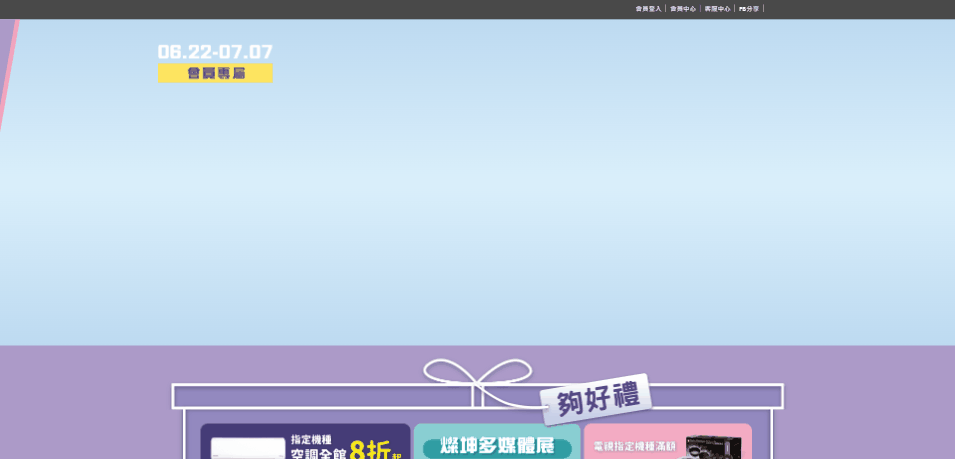 會員登入 | 會員中心 | 客服中心 | FB分享 |
06.22-07.07
會員專屬
夠好禮
指定機種
空調全館8折起
燦坤多媒體展
電視指定機種滿額